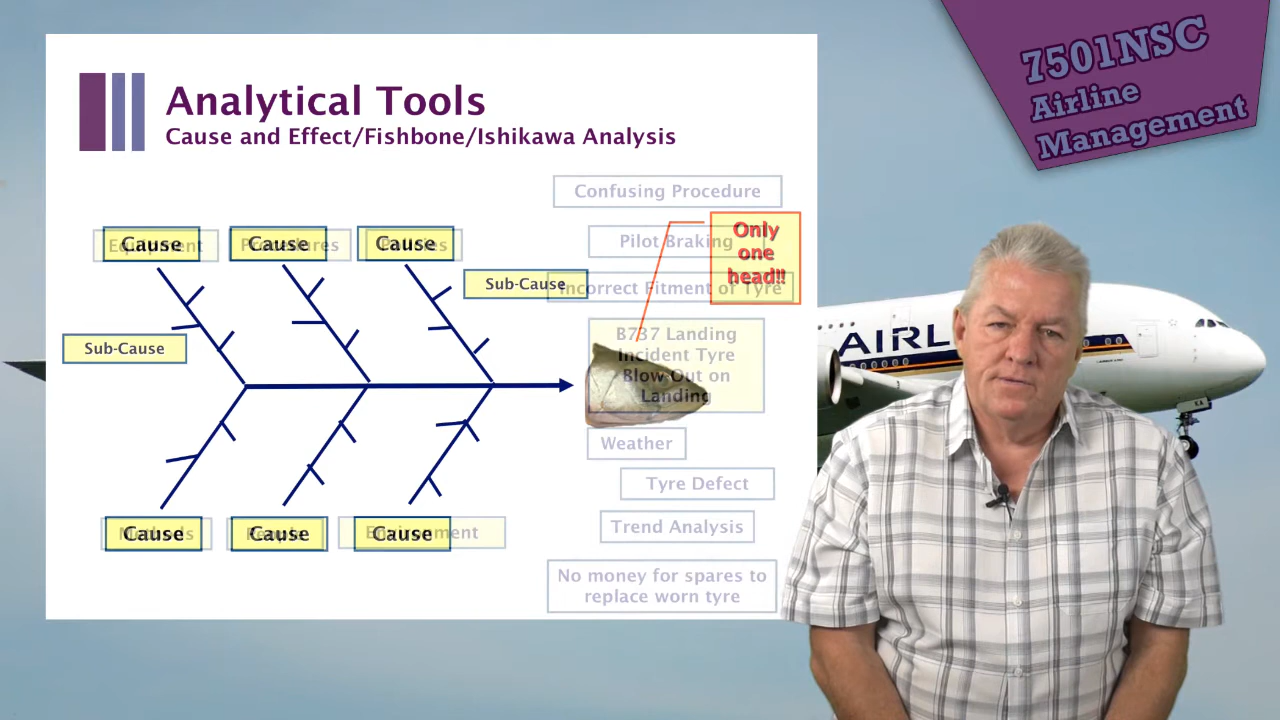 7501NSC
Airline
Management
Analytical Tools
Cause and Effect/Fishbone/Ishikawa Analysis
Confusing Procedure
Pilot Braking
Only
one
head!!
Cause
Cause
Cause
Sub-Cause
Incorrect Fitment of Tyre
Sub-Cause
B737 Landing
Incident Tyre
Blow Out on
Landing
AIRL
Weather
Tyre Defect
Trend Analysis
Cause
Cause
Cause
Environment
No money for spares to
replace worn tyre